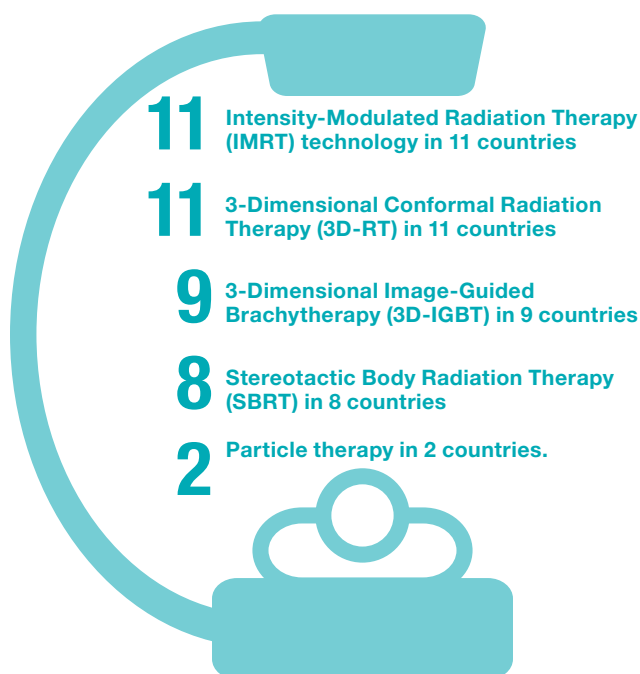 11
Intensity-Modulated Radiation Therapy
(IMRT) technology in 11 countries
11
3-Dimensional Conformal Radiation
Therapy (3D-RT) in 11 countries
9
3-Dimensional Image-Guided
Brachytherapy (3D-IGBT) in 9 countries
8
Stereotactic Body Radiation Therapy
(SBRT) in 8 countries
2
Particle therapy in 2 countries.